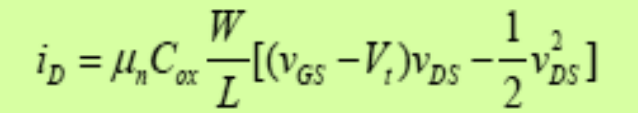 i_D = μ_n C_ox W/L [(v_GS − V_t)v_DS − 1/2 v_DS^2]